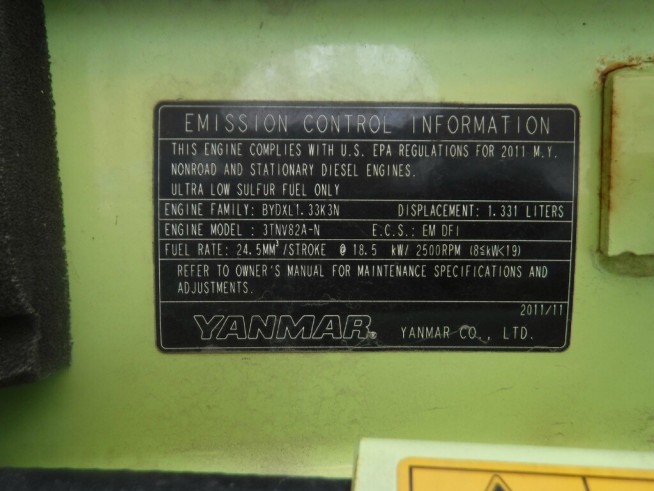 EMISSION CONTROL INFORMATION
THIS ENGINE COMPLIES WITH U.S. EPA REGULATIONS FOR 2011 M.Y.
NONROAD AND STATIONARY DIESEL ENGINES.
ULTRA LOW SULFUR FUEL ONLY
ENGINE FAMILY: BYDXL1.33K3N DISPLACEMENT: 1.331 LITERS
ENGINE MODEL : 3TNV82A-N E.C.S.: EM DFI
FUEL RATE: 24.5MM³/STROKE @ 18.5 kW/ 2500RPM (8≦kW<19)
REFER TO OWNER'S MANUAL FOR MAINTENANCE SPECIFICATIONS AND
ADJUSTMENTS.
2011/11
YANMAR® YANMAR CO., LTD.